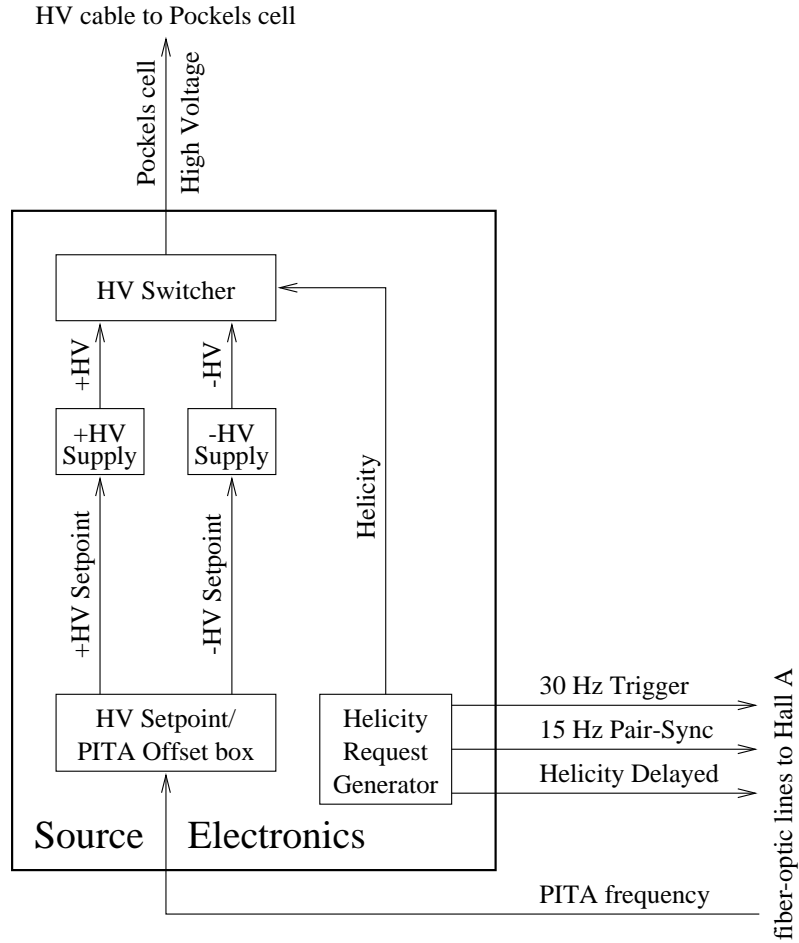 HV cable to Pockels cell
Pockels cell
High Voltage
HV Switcher
+HV
-HV
+HV
Supply
-HV
Supply
Helicity
+HV Setpoint
-HV Setpoint
HV Setpoint/
PITA Offset box
Helicity
Request
Generator
30 Hz Trigger
15 Hz Pair-Sync
Helicity Delayed
fiber-optic lines to Hall A
Source Electronics
PITA frequency